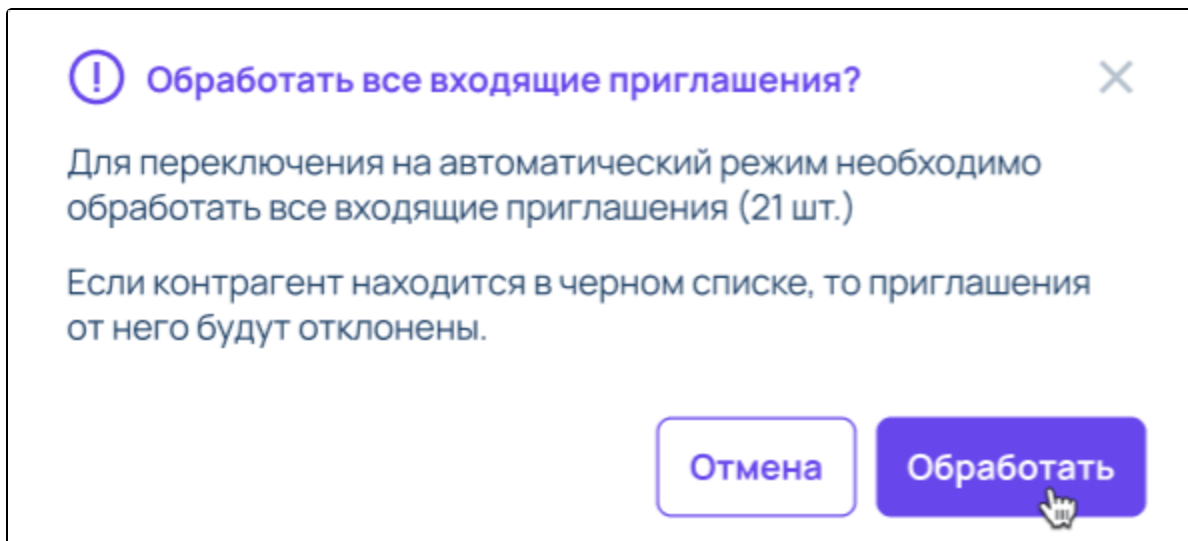 Обработать все входящие приглашения?
Для переключения на автоматический режим необходимо
обработать все входящие приглашения (21 шт.)
Если контрагент находится в черном списке, то приглашения
от него будут отклонены.
Отмена
Обработать